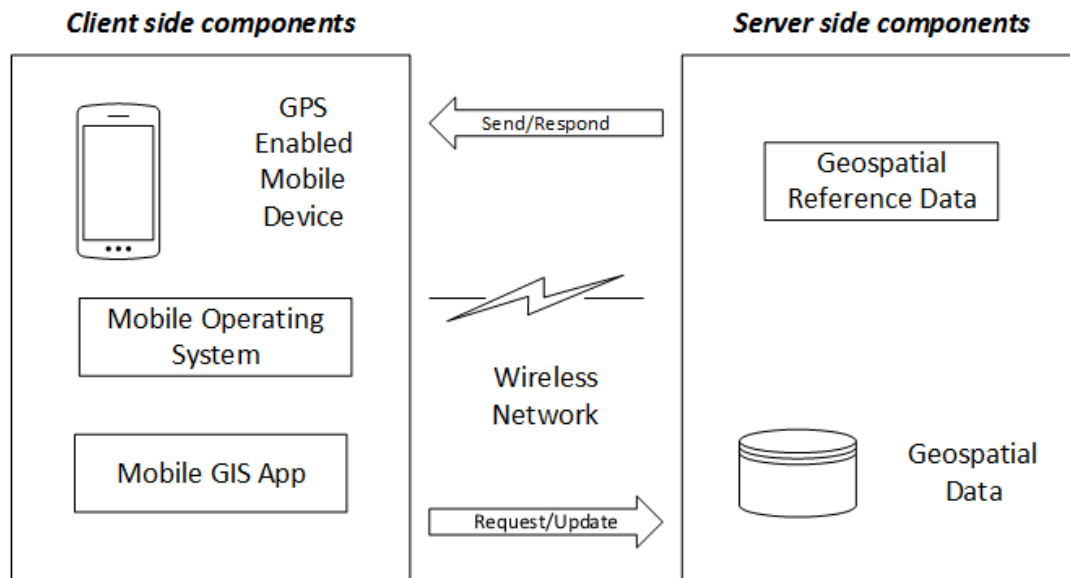 Client side components
Server side components
GPS
Enabled
Mobile
Device
Send/Respond
Geospatial
Reference Data
Mobile Operating
System
Wireless
Network
Mobile GIS App
Geospatial
Data
Request/Update